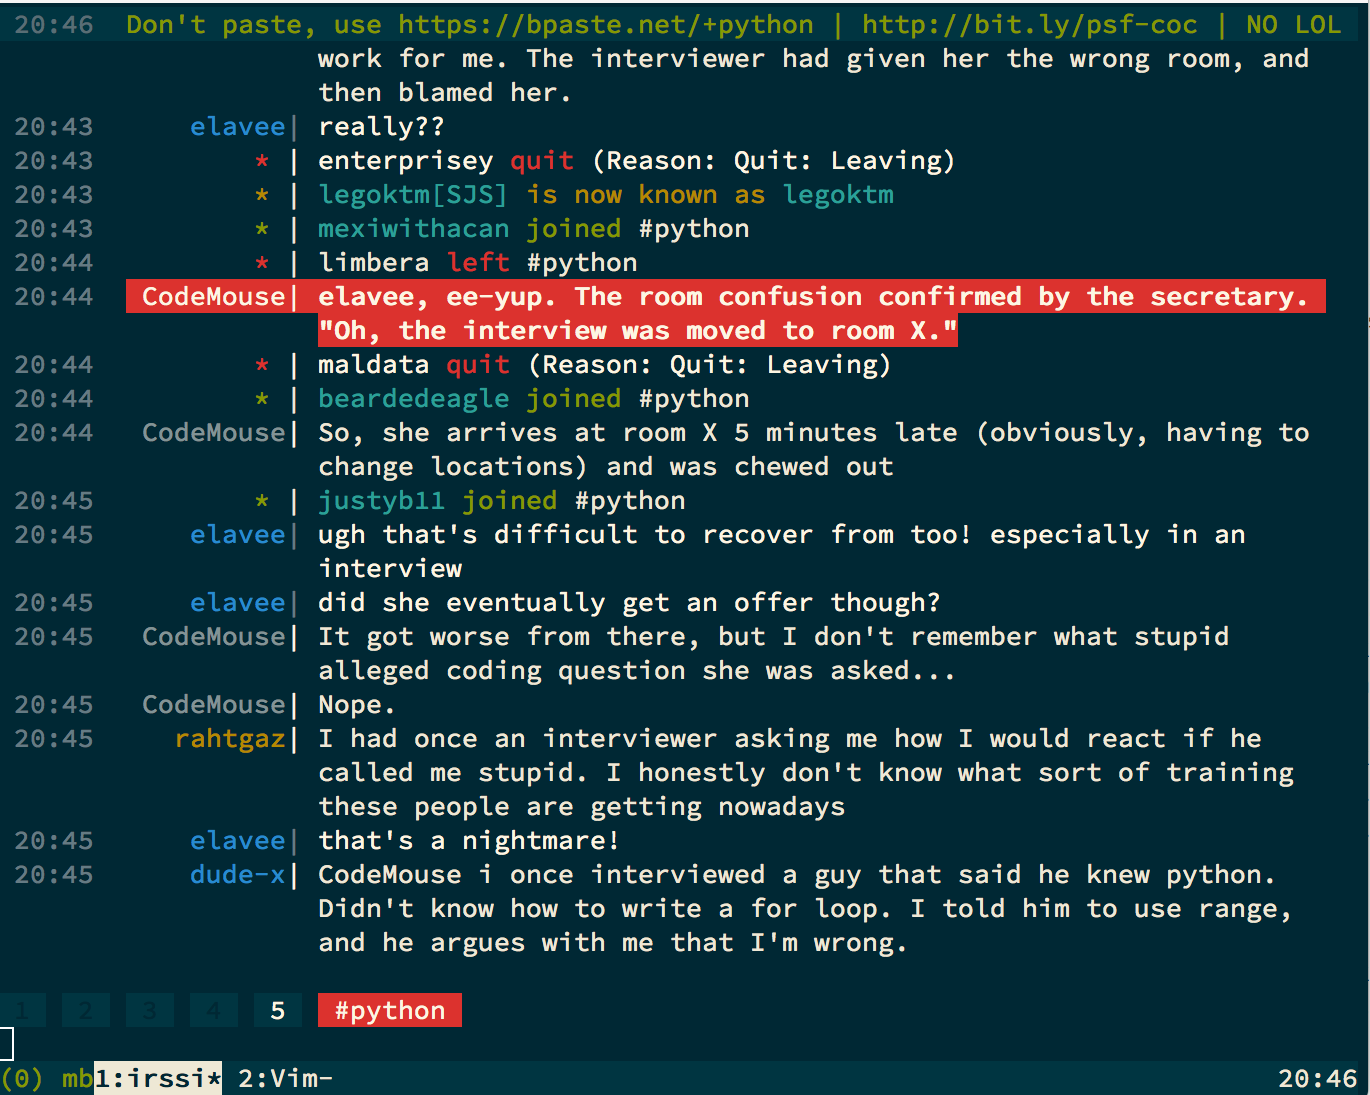 20:46 Don't paste, use https://bpaste.net/+python | http://bit.ly/psf-coc | NO LOL
work for me. The interviewer had given her the wrong room, and
then blamed her.
20:43 elavee| really??
20:43 * | enterprisey quit (Reason: Quit: Leaving)
20:43 * | legoktm[SJS] is now known as legoktm
20:43 * | mexiwithacan joined #python
20:44 * | limbera left #python
20:44 CodeMouse| elavee, ee-yup. The room confusion confirmed by the secretary.
"Oh, the interview was moved to room X."
20:44 * | maldata quit (Reason: Quit: Leaving)
20:44 * | beardedeagle joined #python
20:44 CodeMouse| So, she arrives at room X 5 minutes late (obviously, having to
change locations) and was chewed out
20:45 * | justyb11 joined #python
20:45 elavee| ugh that's difficult to recover from too! especially in an
interview
20:45 elavee| did she eventually get an offer though?
20:45 CodeMouse| It got worse from there, but I don't remember what stupid
alleged coding question she was asked...
20:45 CodeMouse| Nope.
20:45 rahtgaz| I had once an interviewer asking me how I would react if he
called me stupid. I honestly don't know what sort of training
these people are getting nowadays
20:45 elavee| that's a nightmare!
20:45 dude-x| CodeMouse i once interviewed a guy that said he knew python.
Didn't know how to write a for loop. I told him to use range,
and he argues with me that I'm wrong.
1 2 3 4 5 #python
(0) mb1:irssi* 2:Vim- 20:46